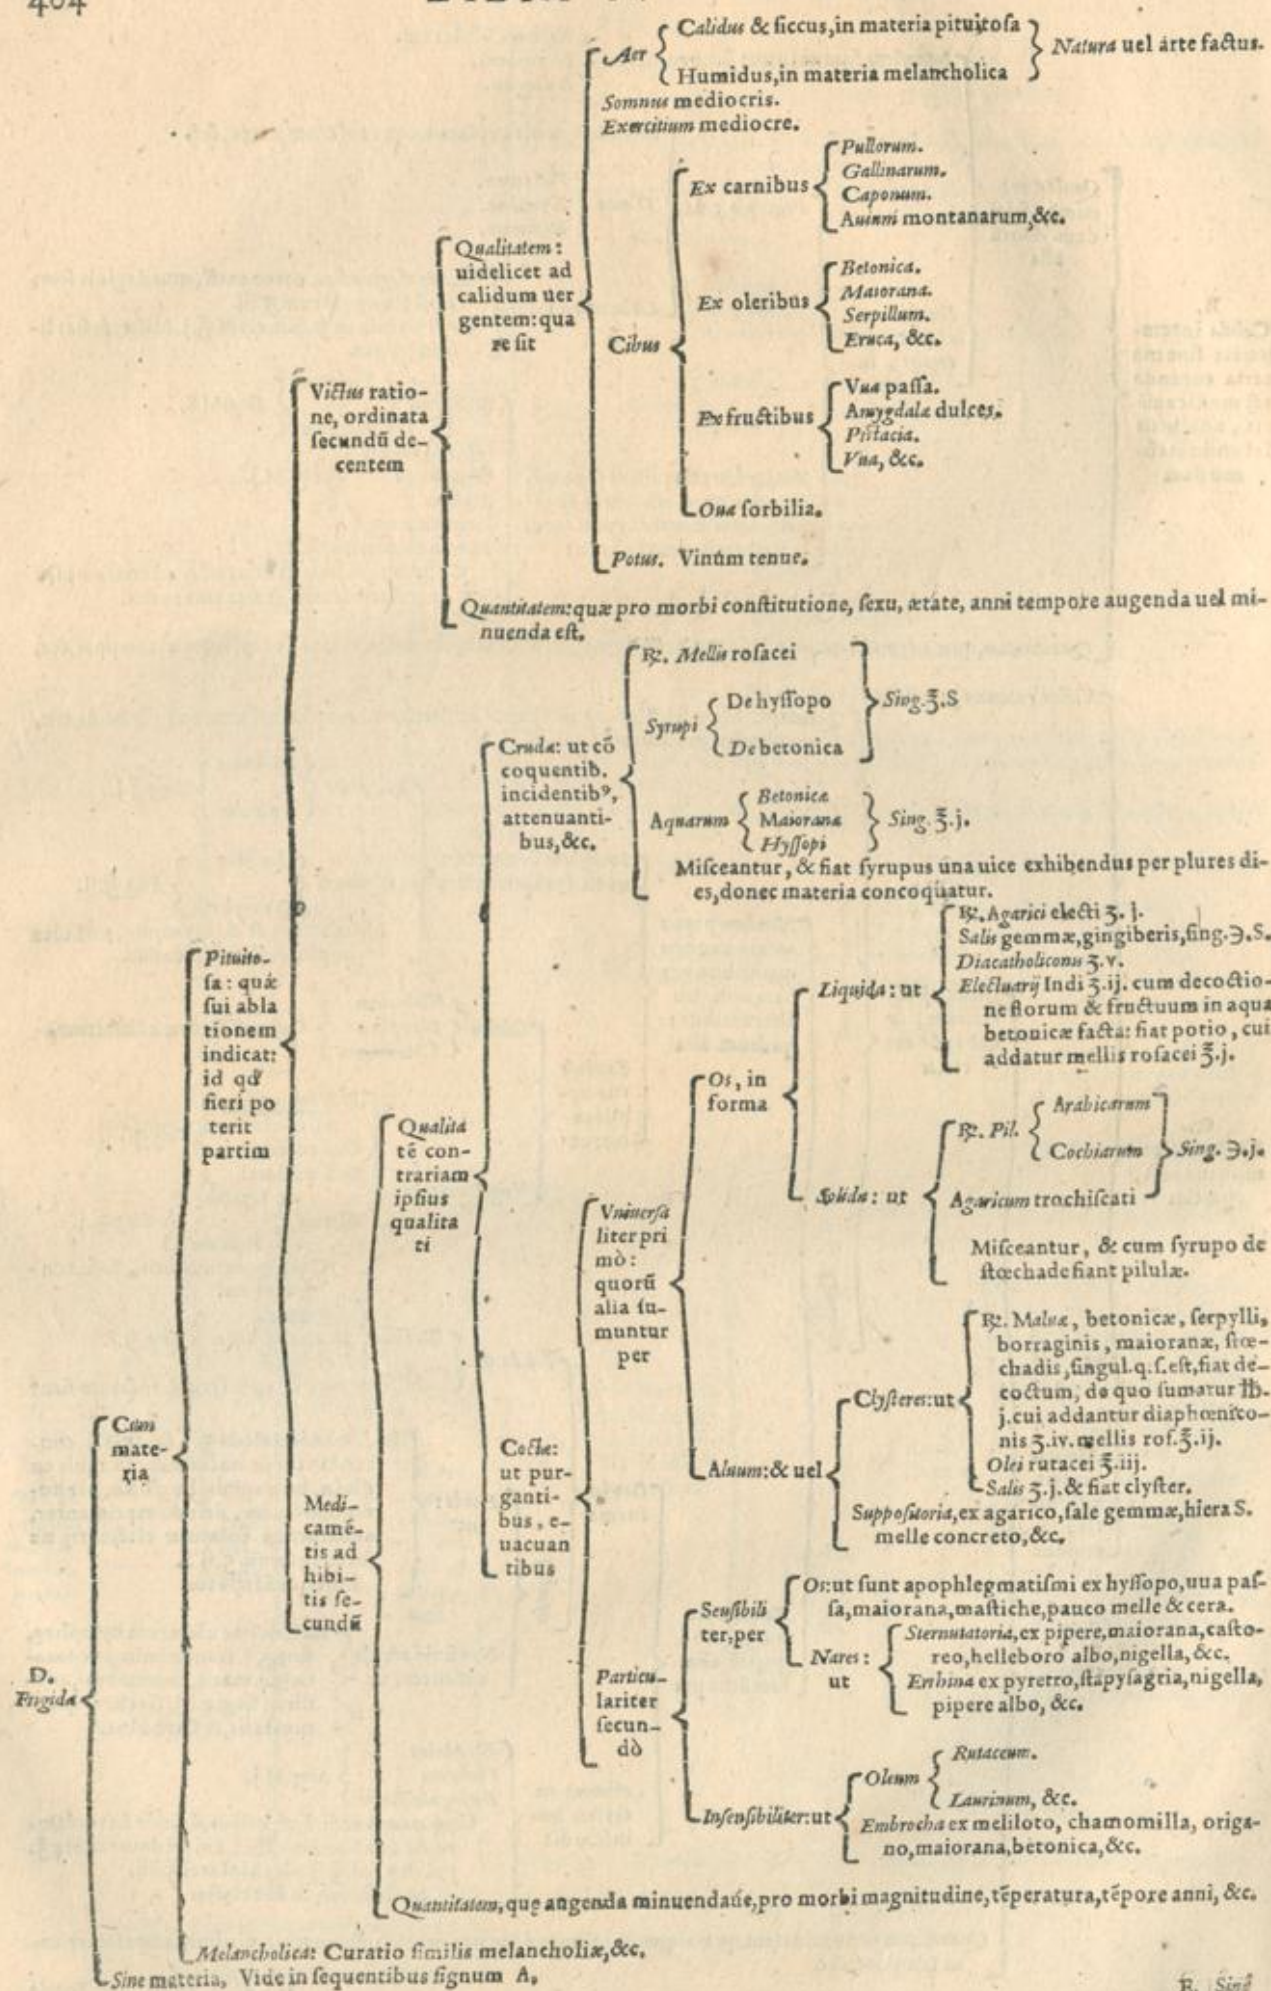 404
Aer
Calidus & siccus, in materia pituitosa
Humidus, in materia melancholica
Natura uel arte factus.
Somnus mediocris.
Exercitium mediocre.
Ex carnibus
Pullorum.
Gallinarum.
Caponum.
Auium montanarum, &c.
Qualitatem:
uidelicet ad
calidum uer
gentem: qua
re sit
Cibus
Ex oleribus
Betonica.
Maiorana.
Serpillum.
Eruca, &c.
Ex fructibus
Vua passa.
Amygdalæ dulces.
Pistacia.
Vua, &c.
Oua sorbilia.
Potus. Vinum tenue.
Victus ratio-
ne, ordinata
secundũ de-
centem
Quantitatem: quæ pro morbi constitutione, sexu, ætate, anni tempore augenda uel mi-
nuenda est.
℞. Mellis rosacei
Syrupi
De hyssopo
De betonica
Sing. ℥.S
Crudæ: ut cõ
coquentib.
incidentibꝰ,
attenuanti-
bus, &c.
Aquarum
Betonicæ
Maioranæ
Hyssopi
Sing. ℥.j.
Misceantur, & fiat syrupus una uice exhibendus per plures di-
es, donec materia concoquatur.
Pituito-
sa: quæ
sui abla
tionem
indicat:
id qđ
fieri po
terit
partim
Liquida: ut
℞. Agarici electi ʒ. j.
Salis gemmæ, gingiberis, sing. ℈.S.
Diacatholiconis ʒ.v.
Electuarij Indi ʒ.ij. cum decoctio-
ne florum & fructuum in aqua
betonicæ facta: fiat potio, cui
addatur mellis rosacei ℥.j.
Os, in
forma
Solida: ut
℞. Pil.
Arabicarum
Cochiarum
Agaricum trochiscati
Sing. ℈.j.
Misceantur, & cum syrupo de
stœchade fiant pilulæ.
Qualita
tẽ con-
trariam
ipsius
qualita
ti
Vniuersa
liter pri
mò:
quorũ
alia su-
muntur
per
Clysteres: ut
℞. Maluæ, betonicæ, serpylli,
borraginis, maioranæ, stœ-
chadis, singul. q. s. est, fiat de-
coctum, de quo sumatur ℔.
j. cui addantur diaphœnico-
nis ʒ.iv. mellis ros. ℥.ij.
Olei rutacei ℥.iij.
Salis ʒ.j. & fiat clyster.
Aluum: & uel
Suppositoria, ex agarico, sale gemmæ, hiera S.
melle concreto, &c.
Cum
mate-
ria
Coctæ:
ut pur-
ganti-
bus, e-
uacuan
tibus
Medi-
camẽ-
tis ad
hibi-
tis se-
cundũ
Sensibili
ter, per
Os: ut sunt apophlegmatismi ex hyssopo, uua pas-
sa, maiorana, mastiche, pauco melle & cera.
Nares:
ut
Sternutatoria, ex pipere, maiorana, casto-
reo, helleboro albo, nigella, &c.
Errhina ex pyretro, stapysagria, nigella,
pipere albo, &c.
Particu-
lariter
secun-
dò
D.
Frigida
Insensibiliter: ut
Oleum
Rutaceum.
Laurinum, &c.
Embrocha ex meliloto, chamomilla, origa-
no, maiorana, betonica, &c.
Quantitatem, quę augenda minuendaúe, pro morbi magnitudine, tẽperatura, tẽpore anni, &c.
Melancholica: Curatio similis melancholiæ, &c.
Sine materia, Vide in sequentibus signum A.